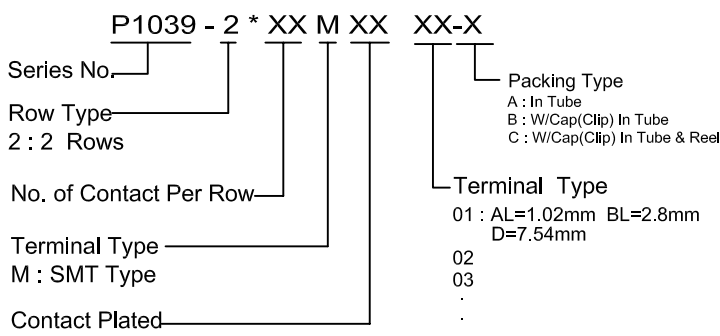 P1039 - 2 * XX M XX XX-X
Series No.
Row Type
2 : 2 Rows
No. of Contact Per Row
Terminal Type
M : SMT Type
Contact Plated
Packing Type
A : In Tube
B : W/Cap(Clip) In Tube
C : W/Cap(Clip) In Tube & Reel
Terminal Type
01 : AL=1.02mm BL=2.8mm
D=7.54mm
02
03
.
.